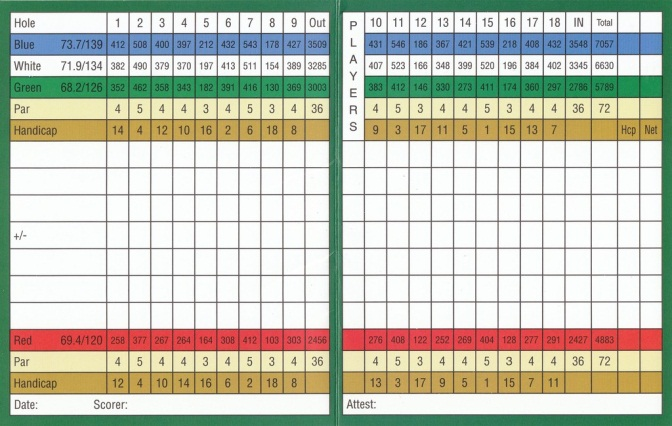 Hole 1 2 3 4 5 6 7 8 9 Out
Blue 73.7/139 412 508 400 397 212 432 543 178 427 3509
White 71.9/134 382 490 379 370 197 413 511 154 389 3285
Green 68.2/126 352 462 358 343 182 391 416 130 369 3003
Par 4 5 4 4 3 4 5 3 4 36
Handicap 14 4 12 10 16 2 6 18 8
+/-
Red 69.4/120 258 377 267 264 164 308 412 103 303 2456
Par 4 5 4 4 3 4 5 3 4 36
Handicap 12 4 10 14 16 6 2 18 8
Date: Scorer:
PLAYERS
10 11 12 13 14 15 16 17 18 IN Total
431 546 186 367 421 539 218 408 432 3548 7057
407 523 166 348 399 520 196 384 402 3345 6630
383 412 146 330 273 411 174 360 297 2786 5789
4 5 3 4 4 5 3 4 4 36 72
9 3 17 11 5 1 15 13 7 Hcp Net
276 408 122 252 269 404 128 277 291 2427 4883
4 5 3 4 4 5 3 4 4 36 72
13 3 17 9 5 1 15 7 11
Attest: